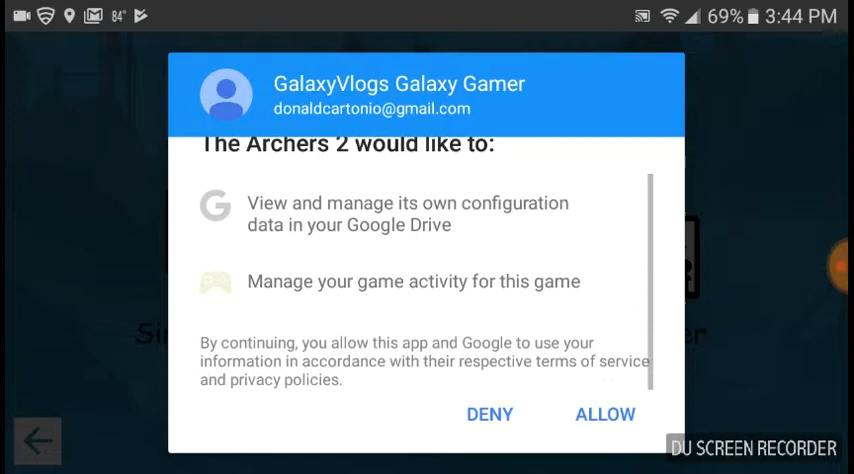 84°
69% 3:44 PM
GalaxyVlogs Galaxy Gamer
donaldcartonio@gmail.com
The Archers 2 would like to:
View and manage its own configuration
data in your Google Drive
Manage your game activity for this game
By continuing, you allow this app and Google to use your
information in accordance with their respective terms of service
and privacy policies.
DENY ALLOW
DU SCREEN RECORDER